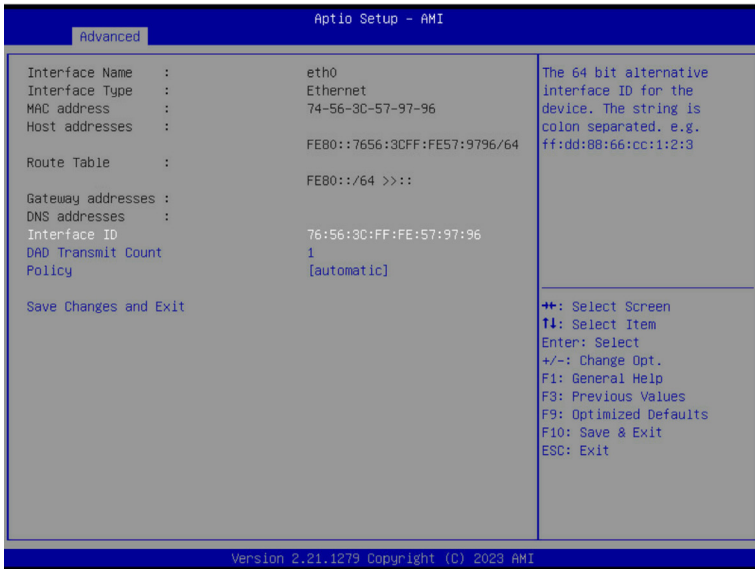 Aptio Setup - AMI
Advanced
Interface Name : eth0
Interface Type : Ethernet
MAC address : 74-56-3C-57-97-96
Host addresses :
FE80::7656:3CFF:FE57:9796/64
Route Table :
FE80::/64 >>::
Gateway addresses :
DNS addresses :
Interface ID 76:56:3C:FF:FE:57:97:96
DAD Transmit Count 1
Policy [automatic]
Save Changes and Exit
The 64 bit alternative
interface ID for the
device. The string is
colon separated. e.g.
ff:dd:88:66:cc:1:2:3
→←: Select Screen
↑↓: Select Item
Enter: Select
+/-: Change Opt.
F1: General Help
F3: Previous Values
F9: Optimized Defaults
F10: Save & Exit
ESC: Exit
Version 2.21.1279 Copyright (C) 2023 AMI